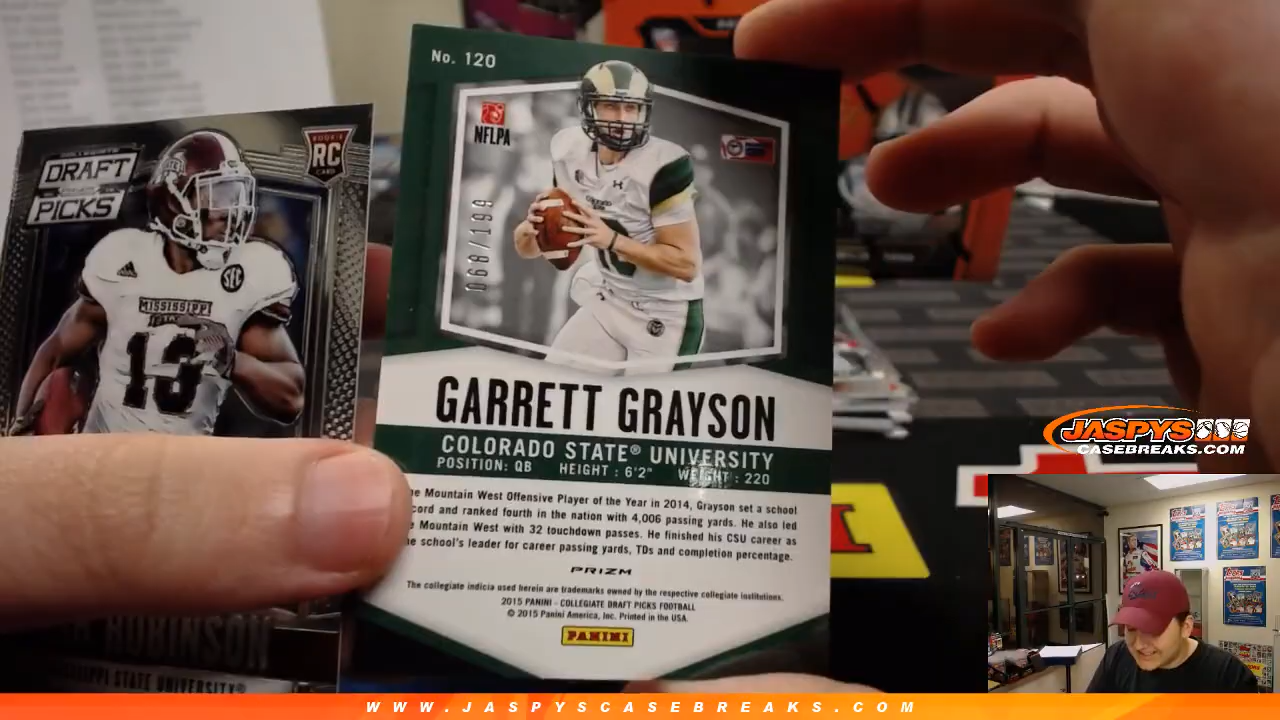 DRAFT
PICKS
ROOKIE
RC
CARD
SEC
MISSISSIPPI
13
ROBINSON
MISSISSIPPI STATE UNIVERSITY®
No. 120
NFLPA
068/199
GARRETT GRAYSON
COLORADO STATE® UNIVERSITY
POSITION: QB HEIGHT : 6'2" WEIGHT : 220
e Mountain West Offensive Player of the Year in 2014, Grayson set a school
cord and ranked fourth in the nation with 4,006 passing yards. He also led
e Mountain West with 32 touchdown passes. He finished his CSU career as
e school's leader for career passing yards, TDs and completion percentage.
PRIZM
The collegiate indicia used herein are trademarks owned by the respective collegiate institutions.
2015 PANINI - COLLEGIATE DRAFT PICKS FOOTBALL
© 2015 Panini America, Inc. Printed in the USA.
PANINI
JASPYS
CASEBREAKS.COM
WWW.JASPYSCASEBREAKS.COM